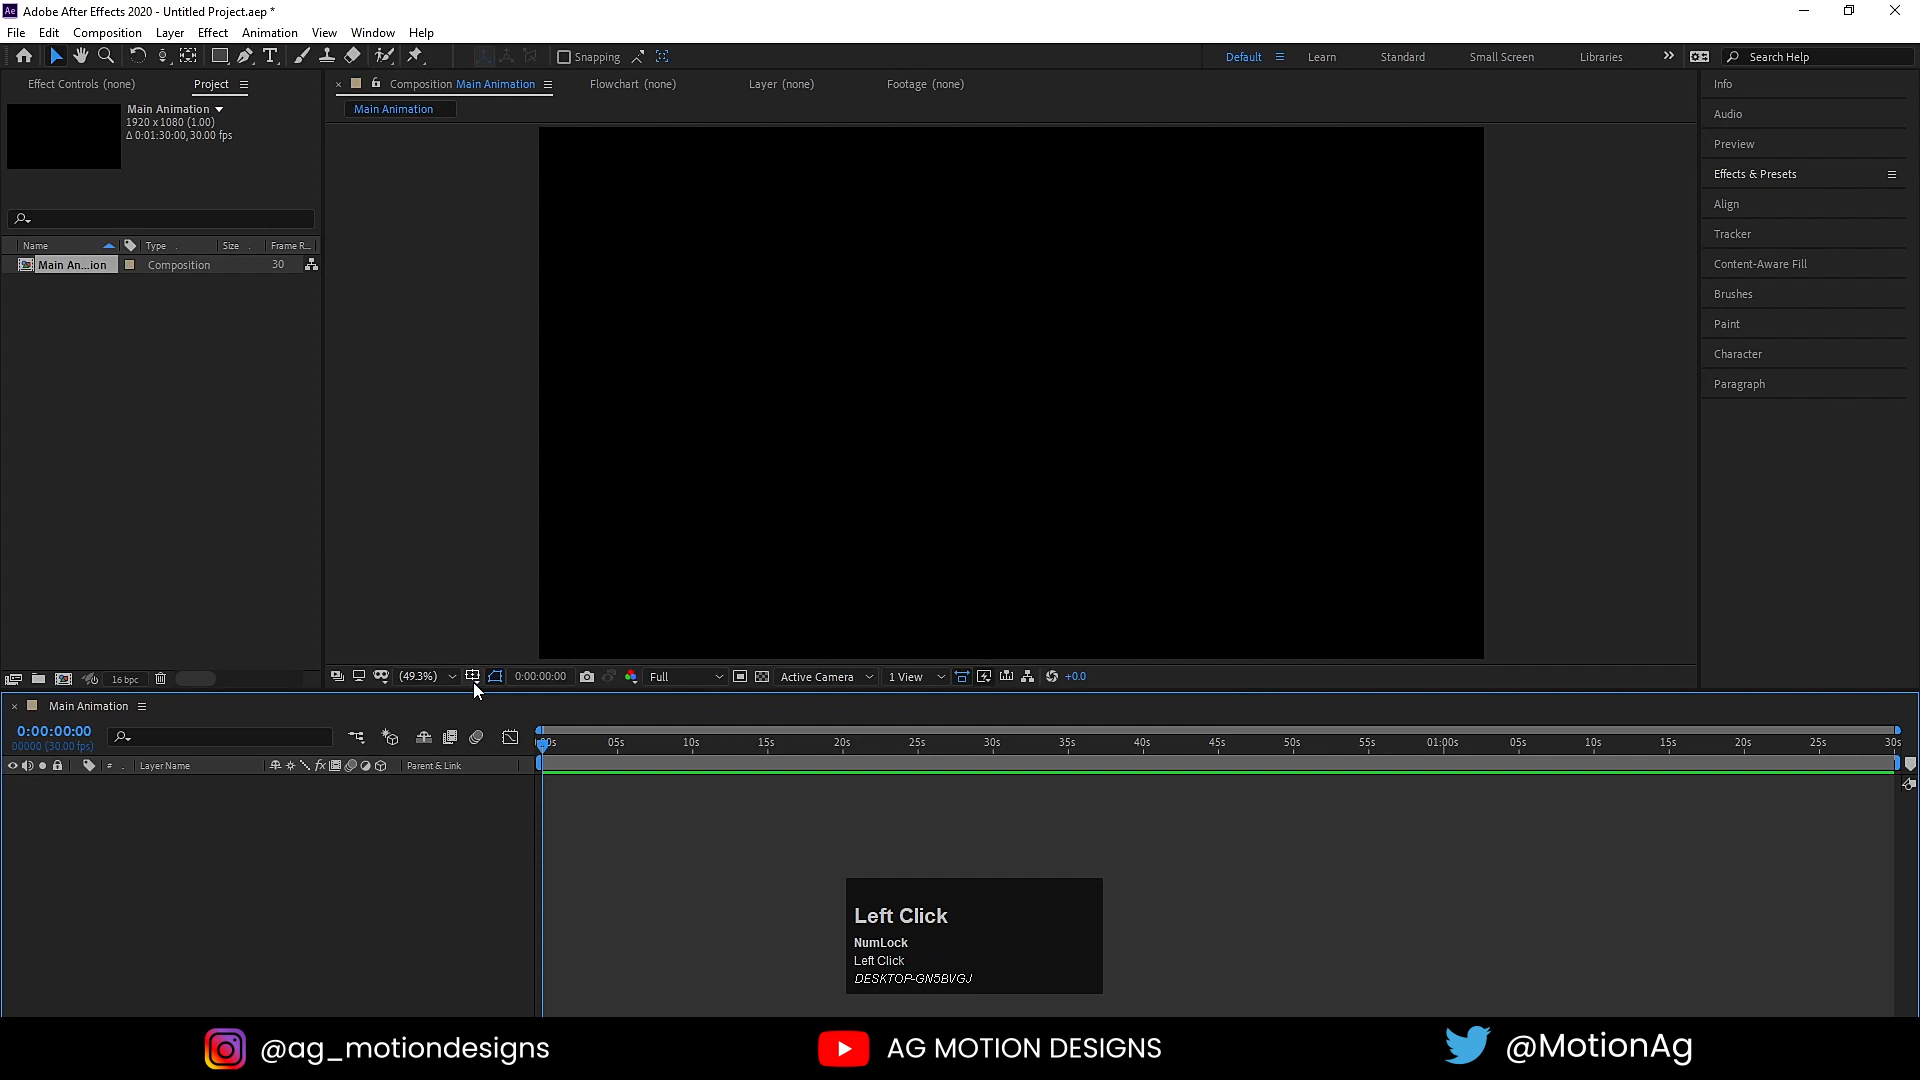 Adobe After Effects 2020 - Untitled Project.aep *
File Edit Composition Layer Effect Animation View Window Help
Snapping
Default Learn Standard Small Screen Libraries Search Help
Effect Controls (none) Project
Composition Main Animation Flowchart (none) Layer (none) Footage (none)
Main Animation
Main Animation
1920 x 1080 (1.00)
Δ 0:01:30:00, 30.00 fps
Name Type Size Frame R...
Main An...ion Composition 30
Info
Audio
Preview
Effects & Presets
Align
Tracker
Content-Aware Fill
Brushes
Paint
Character
Paragraph
16 bpc
(49.3%) 0:00:00:00 Full Active Camera 1 View +0.0
Main Animation
0:00:00:00
00000 (30.00 fps)
# Layer Name fx Parent & Link
05s 10s 15s 20s 25s 30s 35s 40s 45s 50s 55s 01:00s 05s 10s 15s 20s 25s 30s
Left Click
NumLock
Left Click
DESKTOP-GN5BVGJ
@ag_motiondesigns AG MOTION DESIGNS @MotionAg